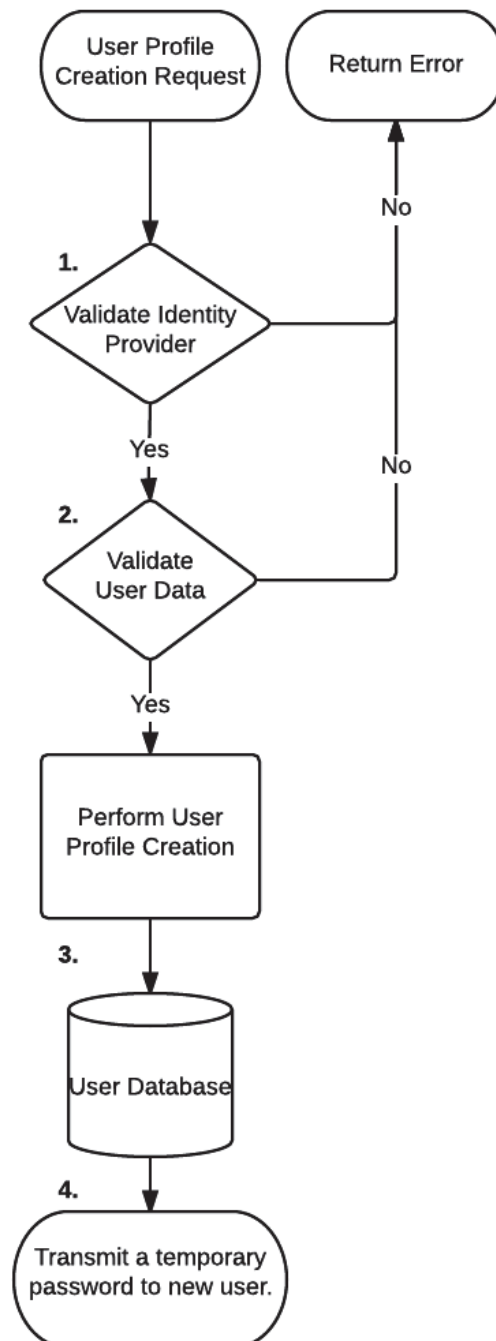 User Profile
Creation Request
Return Error
No
1.
Validate Identity
Provider
Yes
No
2.
Validate
User Data
Yes
Perform User
Profile Creation
3.
User Database
4.
Transmit a temporary
password to new user.